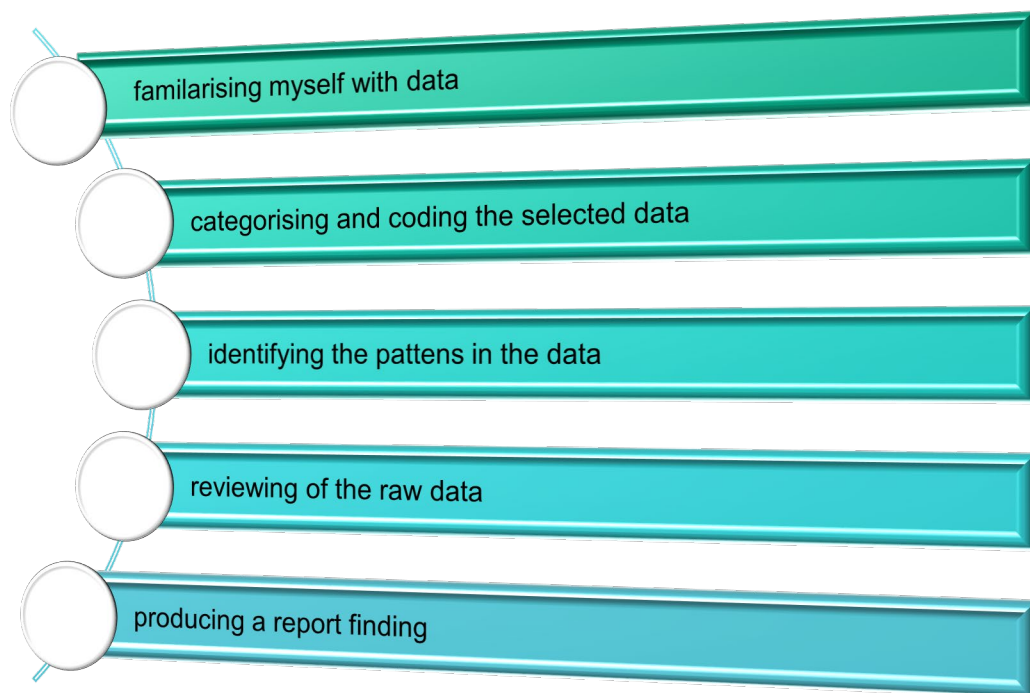 familarising myself with data
categorising and coding the selected data
identifying the pattens in the data
reviewing of the raw data
producing a report finding